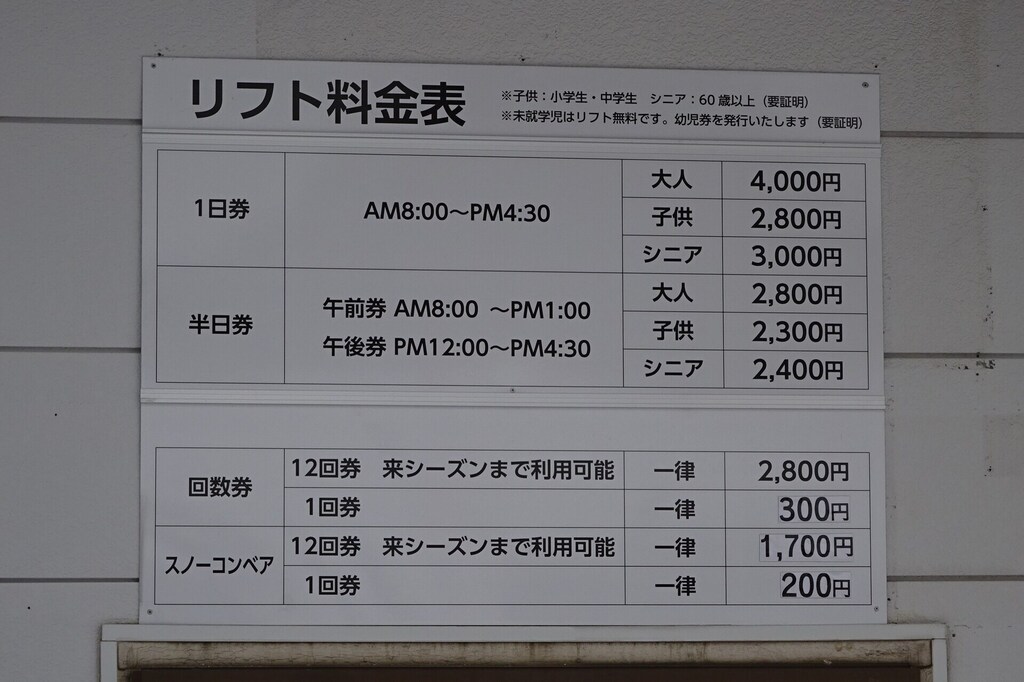 リフト料金表
※子供：小学生・中学生　シニア：60歳以上（要証明）
※未就学児はリフト無料です。幼児券を発行いたします（要証明）
1日券 AM8:00～PM4:30 大人 4,000円
子供 2,800円
シニア 3,000円
半日券 午前券 AM8:00 ～PM1:00 午後券 PM12:00～PM4:30 大人 2,800円
子供 2,300円
シニア 2,400円
回数券 12回券　来シーズンまで利用可能 一律 2,800円
1回券 一律 300円
スノーコンベア 12回券　来シーズンまで利用可能 一律 1,700円
1回券 一律 200円